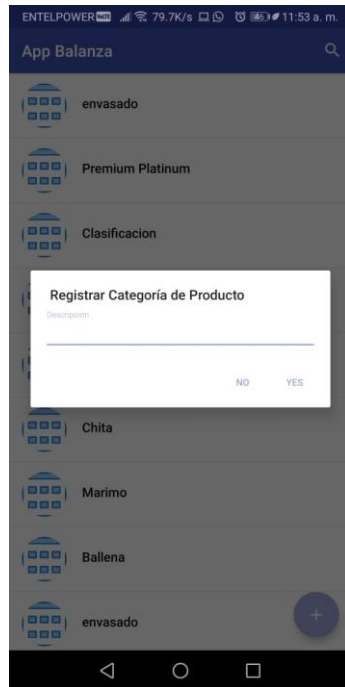 ENTELPOWER 79.7K/s 11:53 a. m.
App Balanza
envasado
Premium Platinum
Clasificacion
Registrar Categoría de Producto
Descripcion
NO YES
Chita
Marimo
Ballena
envasado